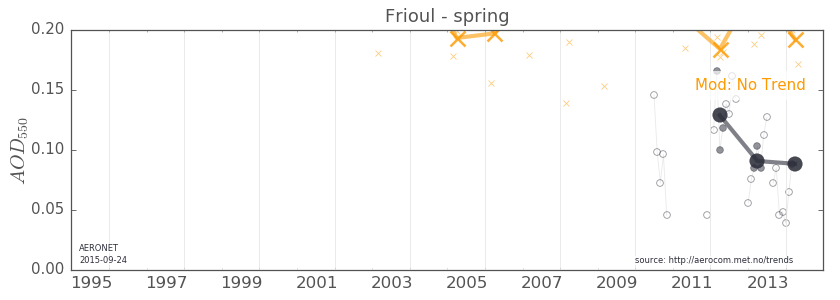 Frioul - spring
0.20
0.15
0.10
0.05
0.00
AOD550
Mod: No Trend
AERONET
2015-09-24
source: http://aerocom.met.no/trends
1995 1997 1999 2001 2003 2005 2007 2009 2011 2013